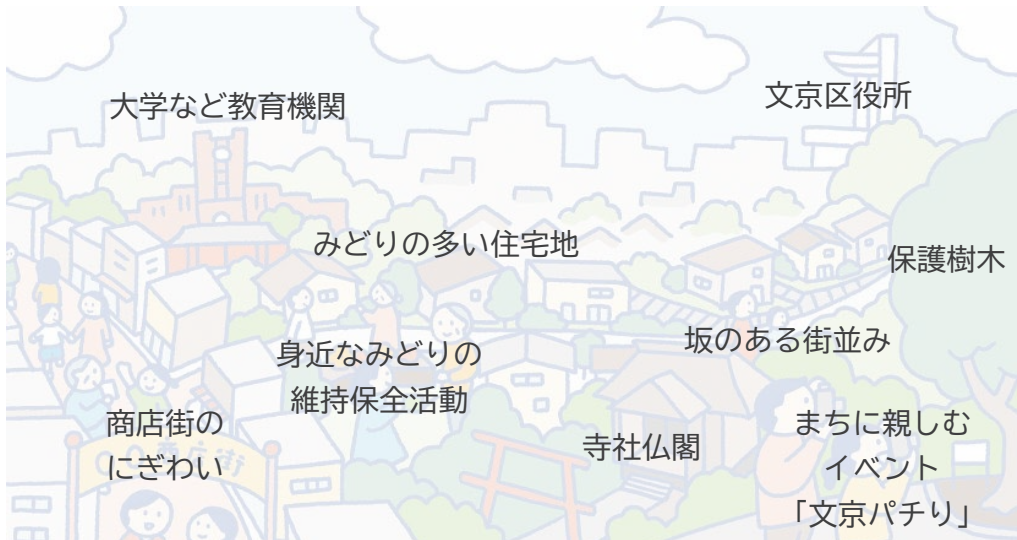 大学など教育機関
文京区役所
みどりの多い住宅地
保護樹木
坂のある街並み
身近なみどりの
維持保全活動
商店街の
にぎわい
寺社仏閣
まちに親しむ
イベント
「文京パチり」